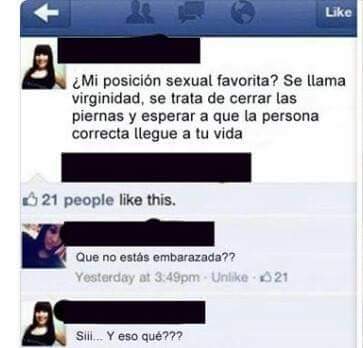 Like
¿Mi posición sexual favorita? Se llama
virginidad, se trata de cerrar las
piernas y esperar a que la persona
correcta llegue a tu vida
21 people like this.
Que no estás embarazada??
Yesterday at 3:49pm · Unlike · 21
Siii... Y eso qué???